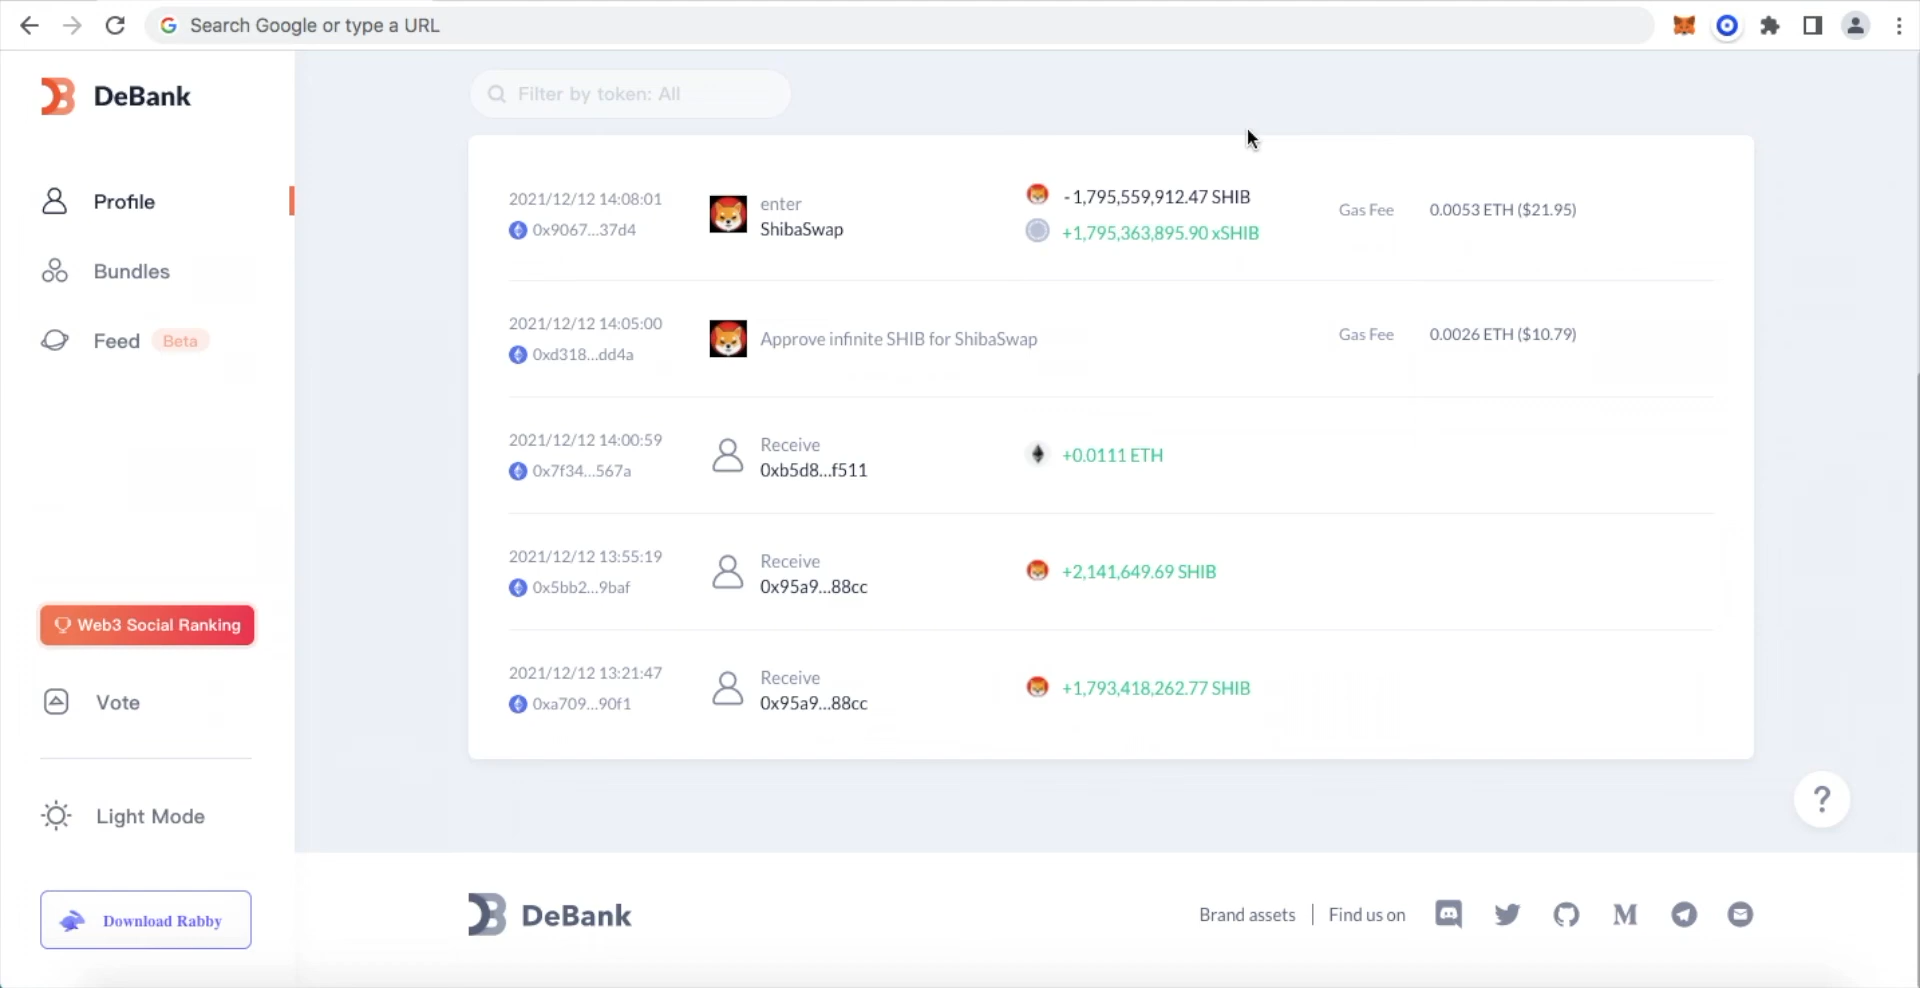 Search Google or type a URL
DeBank
Filter by token: All
Profile
Bundles
Feed Beta
Web3 Social Ranking
Vote
Light Mode
Download Rabby
2021/12/12 14:08:01
0x9067...37d4
enter
ShibaSwap
-1,795,559,912.47 SHIB
+1,795,363,895.90 xSHIB
Gas Fee 0.0053 ETH ($21.95)
2021/12/12 14:05:00
0xd318...dd4a
Approve infinite SHIB for ShibaSwap
Gas Fee 0.0026 ETH ($10.79)
2021/12/12 14:00:59
0x7f34...567a
Receive
0xb5d8...f511
+0.0111 ETH
2021/12/12 13:55:19
0x5bb2...9baf
Receive
0x95a9...88cc
+2,141,649.69 SHIB
2021/12/12 13:21:47
0xa709...90f1
Receive
0x95a9...88cc
+1,793,418,262.77 SHIB
?
DeBank
Brand assets | Find us on